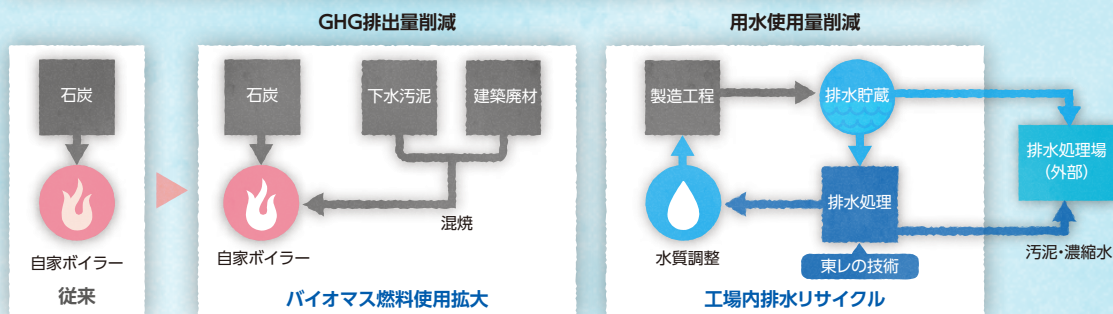 GHG排出量削減
用水使用量削減
石炭
自家ボイラー
従来
石炭
下水汚泥
建築廃材
混焼
自家ボイラー
バイオマス燃料使用拡大
製造工程
排水貯蔵
排水処理場
（外部）
排水処理
水質調整
東レの技術
汚泥・濃縮水
工場内排水リサイクル